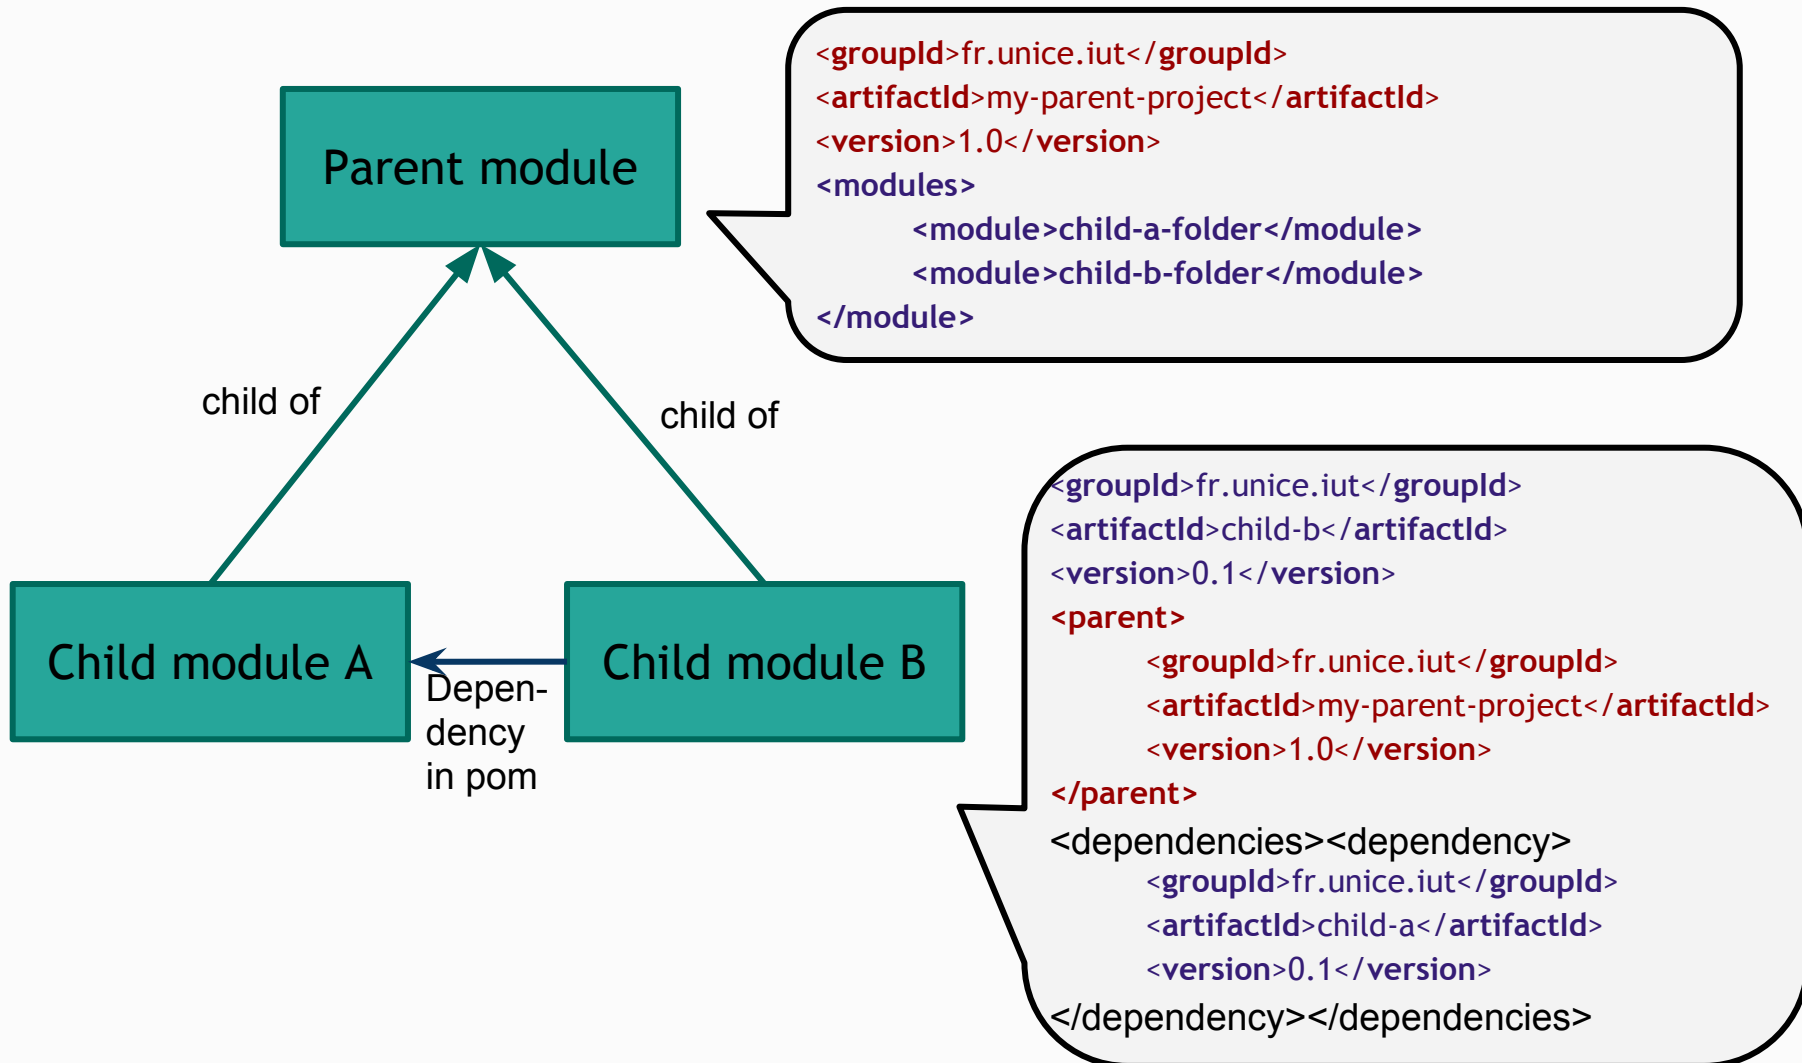 <groupId>fr.unice.iut</groupId>
<artifactId>my-parent-project</artifactId>
<version>1.0</version>
<modules>
<module>child-a-folder</module>
<module>child-b-folder</module>
</module>
Parent module
child of
child of
Child module A
Depen-
dency
in pom
Child module B
<groupId>fr.unice.iut</groupId>
<artifactId>child-b</artifactId>
<version>0.1</version>
<parent>
<groupId>fr.unice.iut</groupId>
<artifactId>my-parent-project</artifactId>
<version>1.0</version>
</parent>
<dependencies><dependency>
<groupId>fr.unice.iut</groupId>
<artifactId>child-a</artifactId>
<version>0.1</version>
</dependency></dependencies>